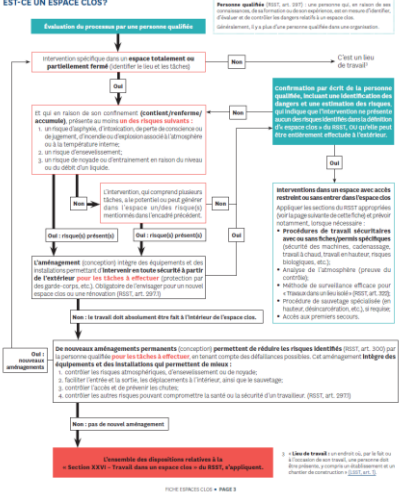 EST-CE UN ESPACE CLOS?
Personne qualifiée (RSST, art. 297) : une personne qui, en raison de ses
connaissances, de sa formation ou de son expérience, est en mesure d'identifier,
d'évaluer et de contrôler les dangers relatifs à un espace clos.
Généralement, il y a plus d'une personne qualifiée dans une organisation.
Évaluation du processus par une personne qualifiée
Intervention spécifique dans un espace totalement ou
partiellement fermé (identifier le lieu et les tâches)
Non
C'est un lieu
de travail³
Oui
Et qui en raison de son confinement (contient/renferme/
accumule), présente au moins un des risques suivants :
1. un risque d'asphyxie, d'intoxication, de perte de conscience ou
de jugement, d'incendie ou d'explosion associé à l'atmosphère
ou à la température interne;
2. un risque d'ensevelissement;
3. un risque de noyade ou d'entraînement en raison du niveau
ou du débit d'un liquide.
Non
Confirmation par écrit de la personne
qualifiée, incluant une identification des
dangers et une estimation des risques,
qui indique que l'intervention ne présente
aucun des risques identifiés dans la définition
d'« espace clos » du RSST, OU qu'elle peut
être entièrement effectuée à l'extérieur.
Oui
Non
L'intervention, qui comprend plusieurs
tâches, a le potentiel ou peut générer
dans l'espace un/des risque(s)
mentionnés dans l'encadré précédent.
Non
Oui : risque(s) présent(s)
Oui : risque(s) présent(s)
Oui
Interventions dans un espace avec accès
restreint ou sans entrer dans l'espace clos
Appliquer les sections du RSST appropriées
(voir la page suivante de cette fiche) et prévoir
notamment, lorsque nécessaire :
• Procédures de travail sécuritaires
avec ou sans fiches/permis spécifiques
(sécurité des machines, cadenassage,
travail à chaud, travail en hauteur, risques
biologiques, etc.);
• Analyse de l'atmosphère (preuve du
contrôle);
• Méthode de surveillance efficace pour
« Travaux dans un lieu isolé » (RSST, art. 322);
• Procédure de sauvetage spécialisée (en
hauteur, désincarcération, etc.), si requise;
• Accès aux premiers secours.
L'aménagement (conception) intègre des équipements et des
installations permettant d'intervenir en toute sécurité à partir
de l'extérieur pour les tâches à effectuer (protection par
des garde-corps, etc.). Obligatoire de l'envisager pour un nouvel
espace clos ou une rénovation (RSST, art. 297.1)
Non : le travail doit absolument être fait à l'intérieur de l'espace clos.
Oui :
nouveaux
aménagements
De nouveaux aménagements permanents (conception) permettent de réduire les risques identifiés (RSST, art. 300) par
la personne qualifiée pour les tâches à effectuer, en tenant compte des défaillances possibles. Cet aménagement intègre des
équipements et des installations qui permettent de mieux :
1. contrôler les risques atmosphériques, d'ensevelissement ou de noyade;
2. faciliter l'entrée et la sortie, les déplacements à l'intérieur, ainsi que le sauvetage;
3. contrôler l'accès et de prévenir les chutes;
4. contrôler les autres risques pouvant compromettre la santé ou la sécurité d'un travailleur. (RSST, art. 297.1)
Non : pas de nouvel aménagement
L'ensemble des dispositions relatives à la
« Section XXVI – Travail dans un espace clos » du RSST, s'appliquent.
3 « Lieu de travail : un endroit où, par le fait ou
à l'occasion de son travail, une personne doit
être présente, y compris un établissement et un
chantier de construction » (LSST, art. 1).
FICHE ESPACES CLOS • PAGE 3